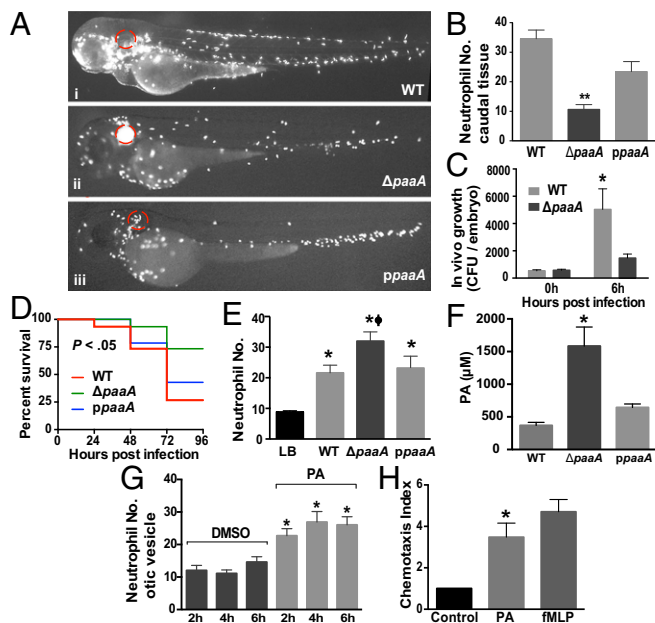 A
i
WT
ii
ΔpaaA
iii
ppaaA
B
Neutrophil No.
caudal tissue
40
30
20
10
0
**
WT ΔpaaA ppaaA
C
In vivo growth
(CFU / embryo)
8000
6000
4000
2000
0
WT
ΔpaaA
*
0h 6h
Hours post infection
D
Percent survival
100
50
0
P < .05
WT
ΔpaaA
ppaaA
0 24 48 72 96
Hours post infection
E
Neutrophil No.
40
30
20
10
0
*
*ɸ
*
LB WT ΔpaaA ppaaA
F
PA (μM)
2000
1500
1000
500
0
*
WT ΔpaaA ppaaA
G
Neutrophil No.
otic vesicle
40
30
20
10
0
DMSO
PA
* * *
2h 4h 6h 2h 4h 6h
H
Chemotaxis Index
6
4
2
0
*
Control PA fMLP